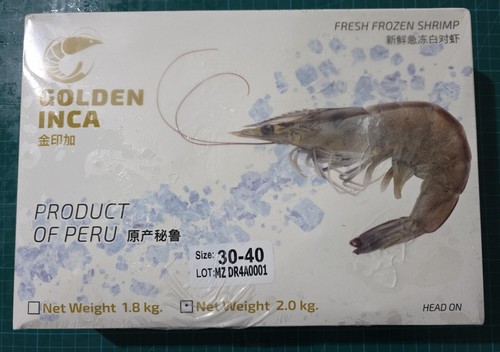 FRESH FROZEN SHRIMP
新鲜急冻白对虾
GOLDEN
INCA
金印加
PRODUCT
OF PERU 原产秘鲁
Size: 30-40
LOT:MZ DR4A0001
Net Weight 1.8 kg. Net Weight 2.0 kg.
HEAD ON